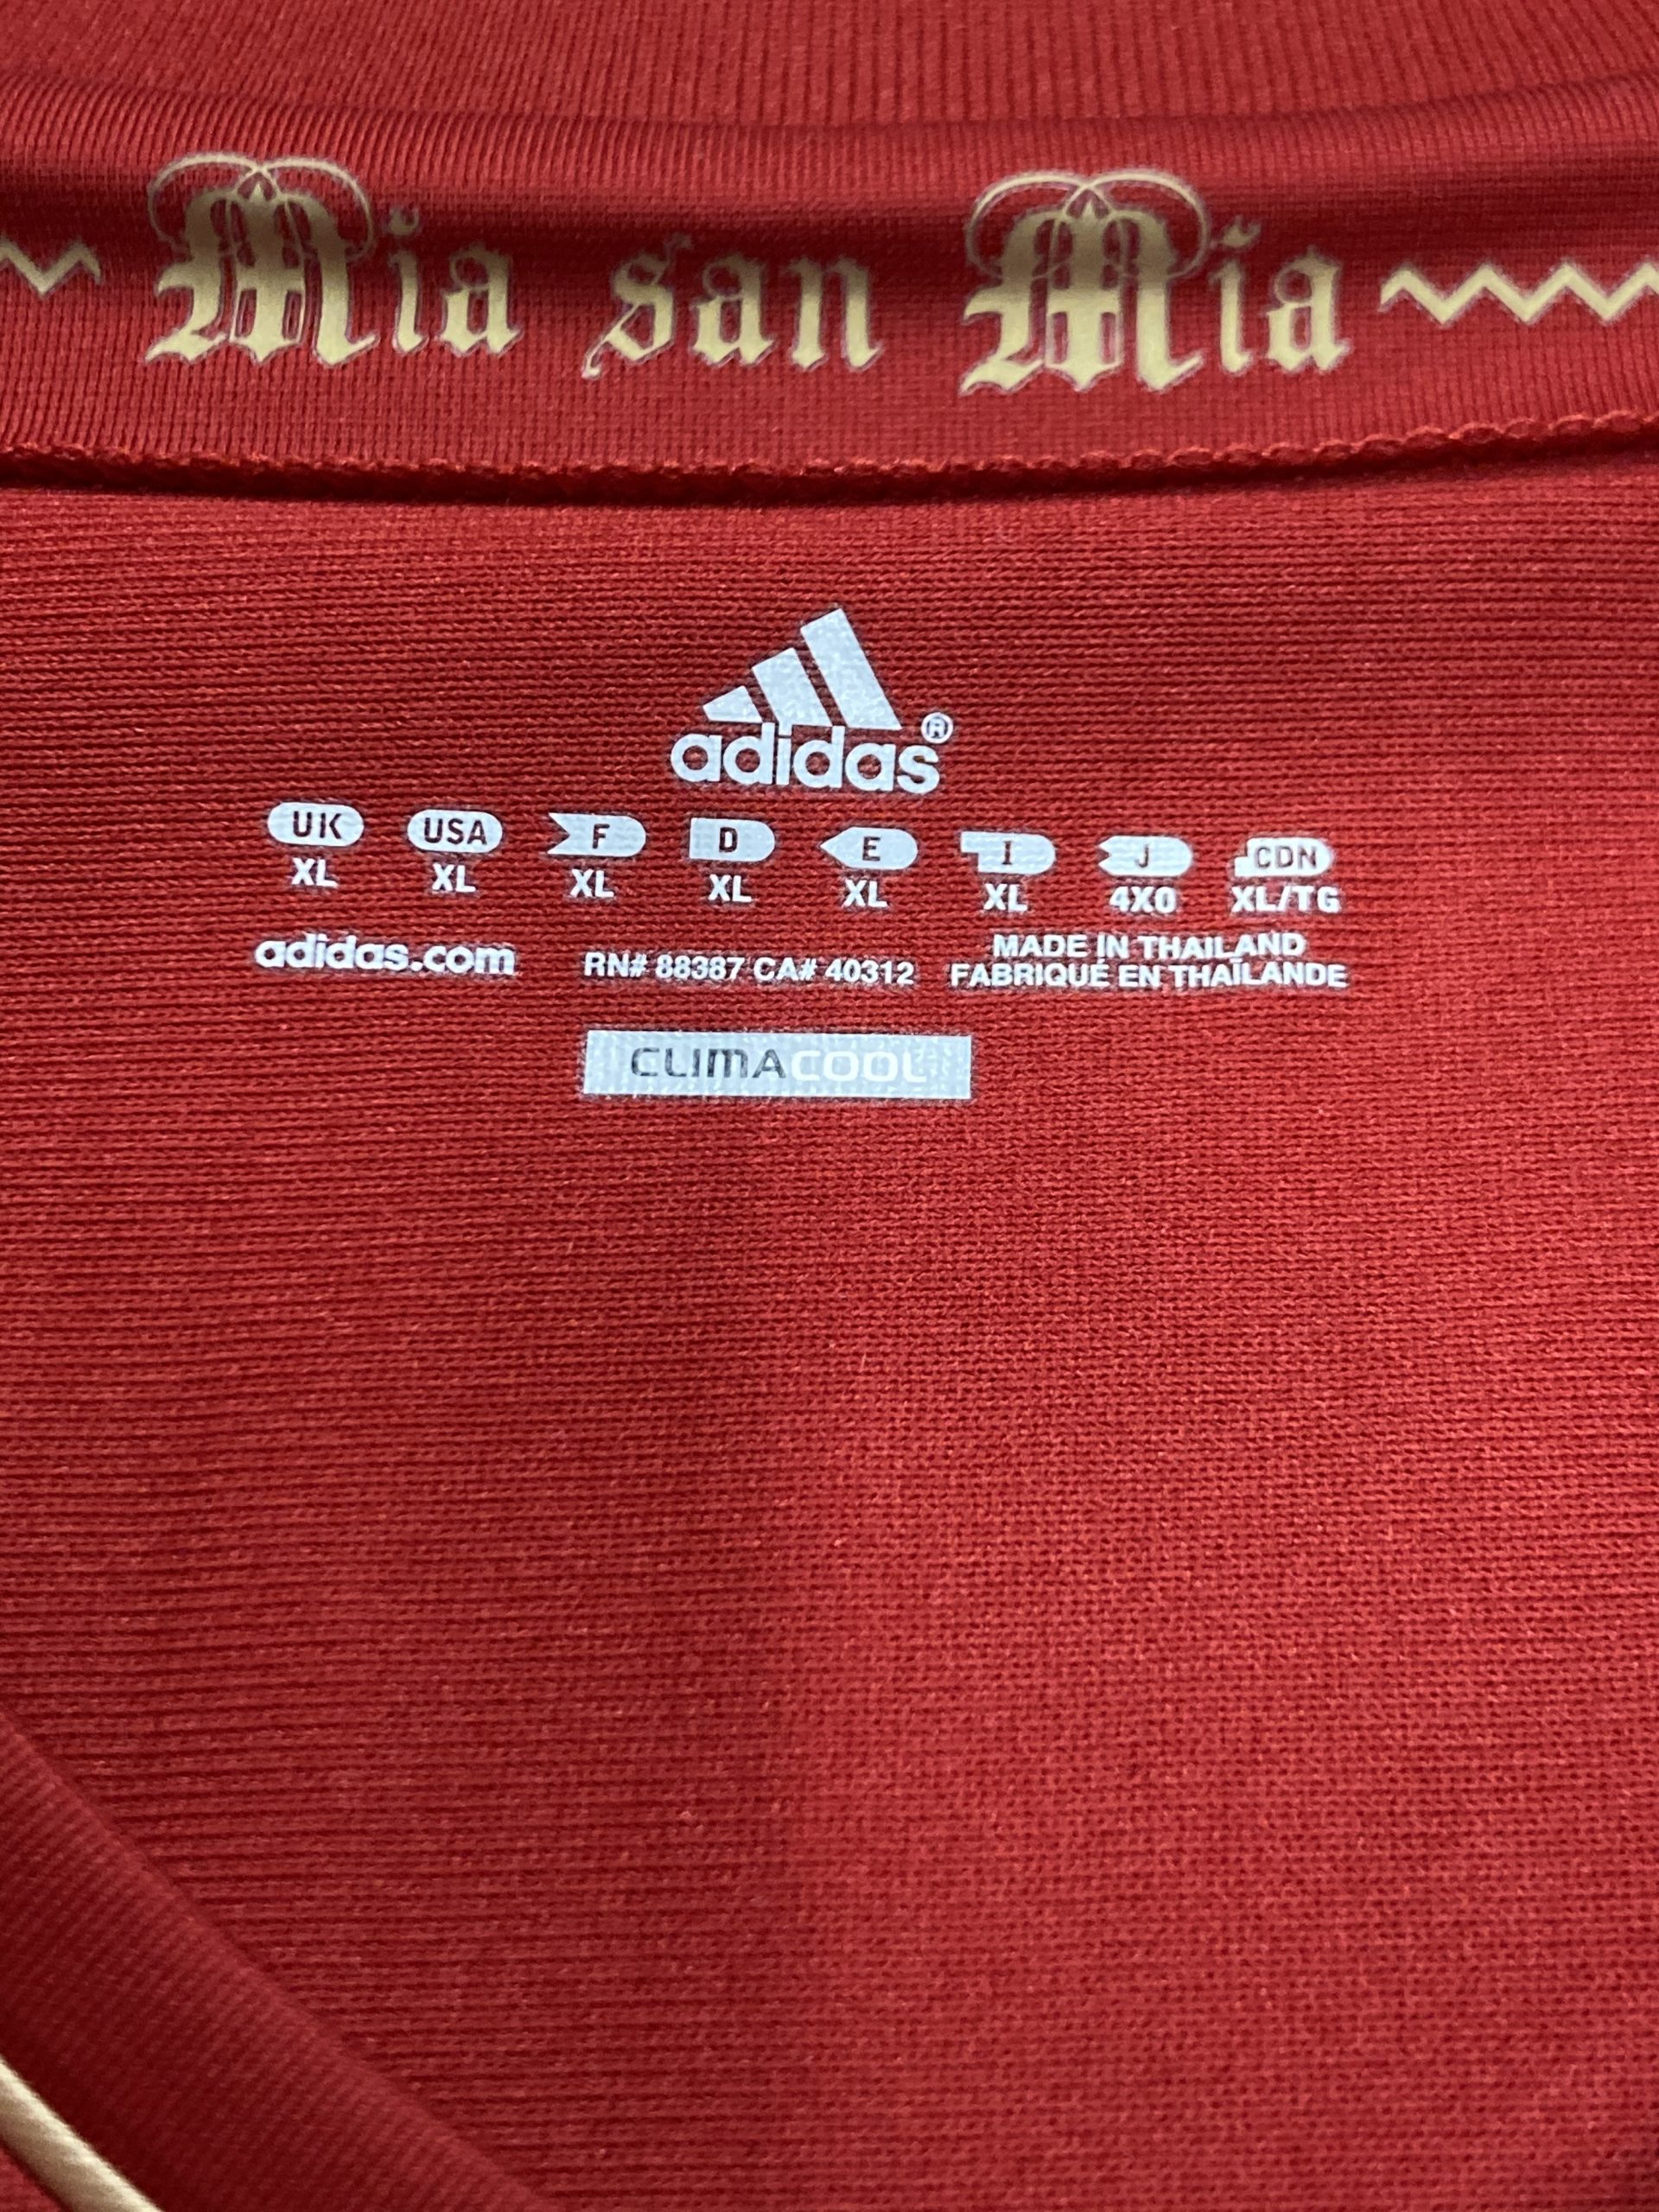 Mia san Mia
adidas®
UK USA F D E I J CDN
XL XL XL XL XL XL 4XO XL/TG
adidas.com RN# 88387 CA# 40312 MADE IN THAILAND
FABRIQUÉ EN THAÏLANDE
CLIMACOOL